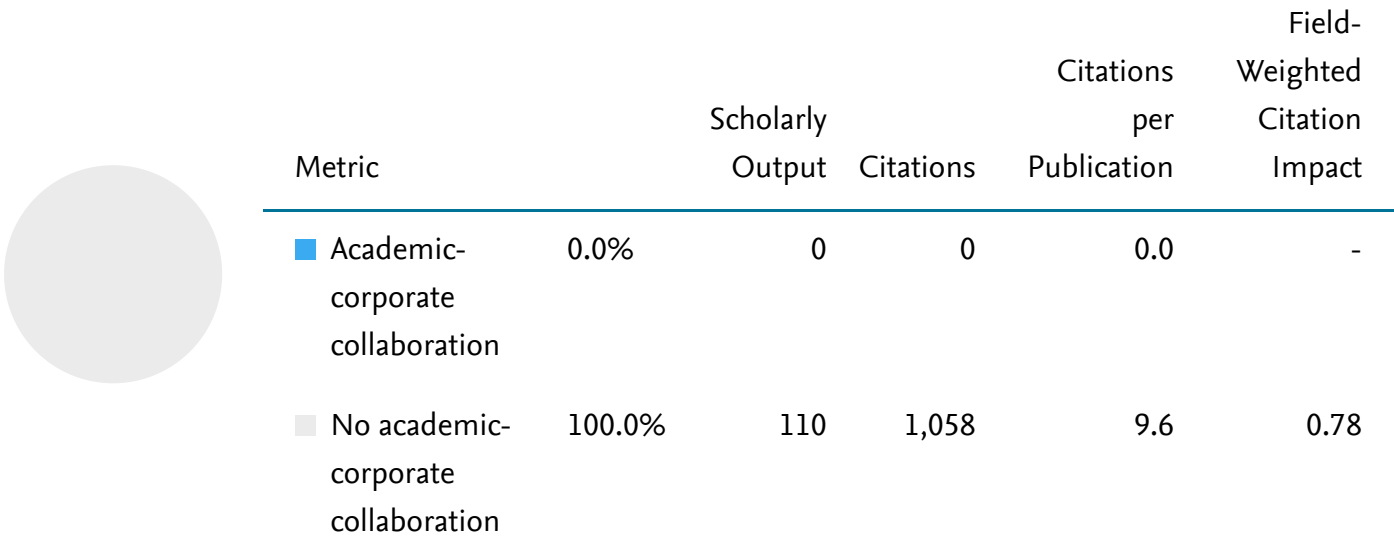 Metric Scholarly Output Citations Citations per Publication Field-Weighted Citation Impact
Academic- 0.0% 0 0 0.0 -
corporate
collaboration
No academic- 100.0% 110 1,058 9.6 0.78
corporate
collaboration